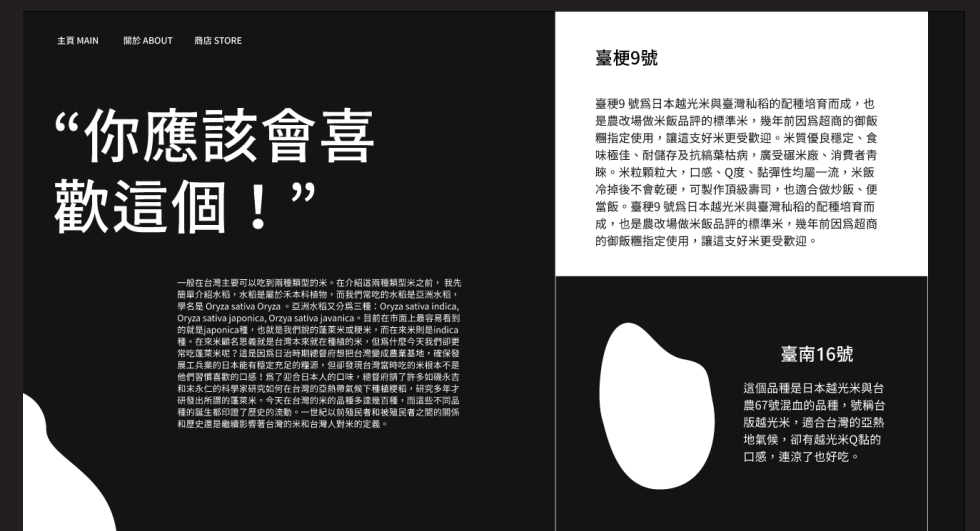 主頁 MAIN 關於 ABOUT 商店 STORE
“你應該會喜
歡這個！”
一般在台灣主要可以吃到兩種類型的米。在介紹這兩種類型米之前， 我先
簡單介紹水稻，水稻是屬於禾本科植物，而我們常吃的水稻是亞洲水稻，
學名是 Oryza sativa Oryza 。亞洲水稻又分爲三種：Oryza sativa indica,
Oryza sativa japonica, Orzya sativa javanica。目前在市面上最容易看到
的就是japonica種，也就是我們說的蓬萊米或粳米，而在來米則是indica
種。在來米顧名思義就是台灣本來就在種植的米，但爲什麼今天我們卻更
常吃蓬萊米呢？這是因爲日治時期總督府想把台灣變成農業基地，確保發
展工兵業的日本能有穩定充足的糧源，但卻發現台灣當時吃的米根本不是
他們習慣喜歡的口感！爲了迎合日本人的口味，總督府請了許多如磯永吉
和末永仁的科學家研究如何在台灣的亞熱帶氣候下種植粳稻，研究多年才
研發出所謂的蓬萊米。今天在台灣的米的品種多達幾百種，而這些不同品
種的誕生都印證了歷史的流動。一世紀以前殖民者和被殖民者之間的關係
和歷史還是繼續影響著台灣的米和台灣人對米的定義。
臺梗9號
臺稉9 號爲日本越光米與臺灣秈稻的配種培育而成，也
是農改場做米飯品評的標準米，幾年前因爲超商的御飯
糰指定使用，讓這支好米更受歡迎。米質優良穩定、食
味極佳、耐儲存及抗縞葉枯病，廣受碾米廠、消費者青
睞。米粒顆粒大，口感、Q度、黏彈性均屬一流，米飯
冷掉後不會乾硬，可製作頂級壽司，也適合做炒飯、便
當飯。臺稉9 號爲日本越光米與臺灣秈稻的配種培育而
成，也是農改場做米飯品評的標準米，幾年前因爲超商
的御飯糰指定使用，讓這支好米更受歡迎。
臺南16號
這個品種是日本越光米與台
農67號混血的品種，號稱台
版越光米，適合台灣的亞熱
地氣候，卻有越光米Q黏的
口感，連涼了也好吃。